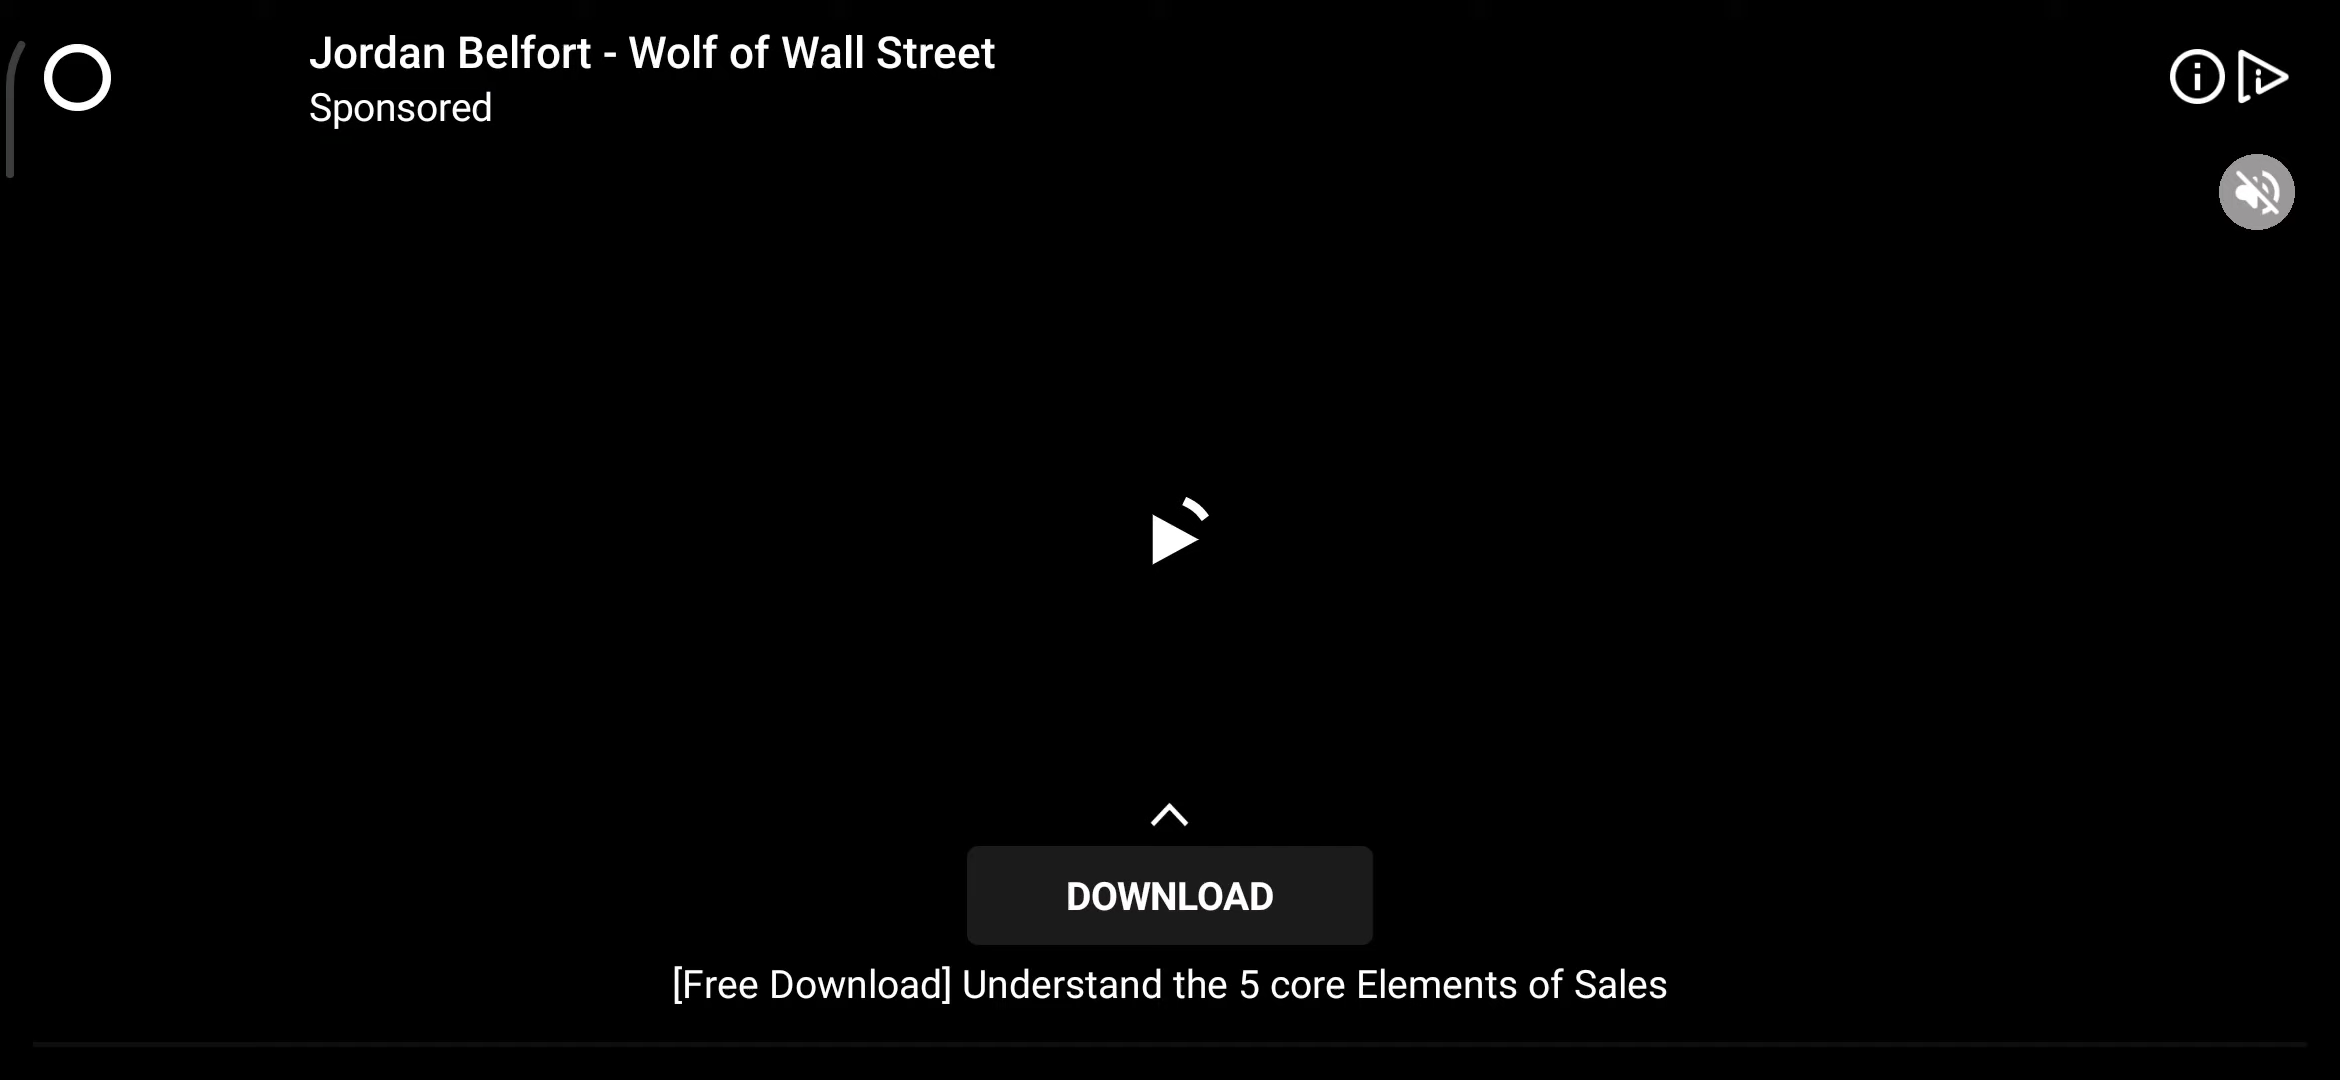 Jordan Belfort - Wolf of Wall Street
Sponsored
DOWNLOAD
[Free Download] Understand the 5 core Elements of Sales